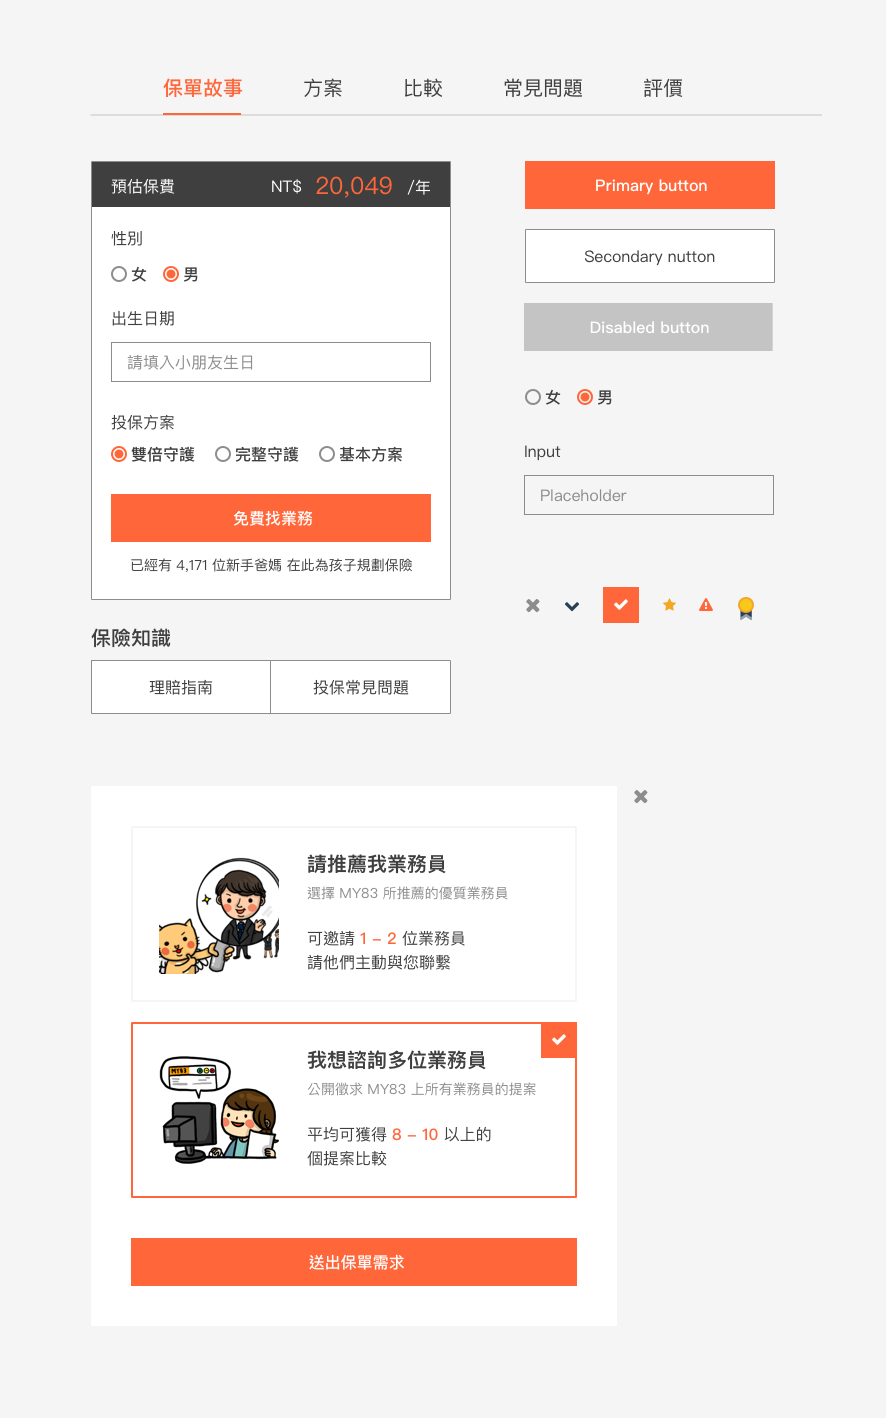 保單故事 方案 比較 常見問題 評價
預估保費 NT$ 20,049 /年
性別
女 男
出生日期
請填入小朋友生日
投保方案
雙倍守護 完整守護 基本方案
免費找業務
已經有 4,171 位新手爸媽 在此為孩子規劃保險
保險知識
理賠指南 投保常見問題
Primary button
Secondary nutton
Disabled button
女 男
Input
Placeholder
請推薦我業務員
選擇 MY83 所推薦的優質業務員
可邀請 1 – 2 位業務員
請他們主動與您聯繫
MY83
我想諮詢多位業務員
公開徵求 MY83 上所有業務員的提案
平均可獲得 8 – 10 以上的
個提案比較
送出保單需求